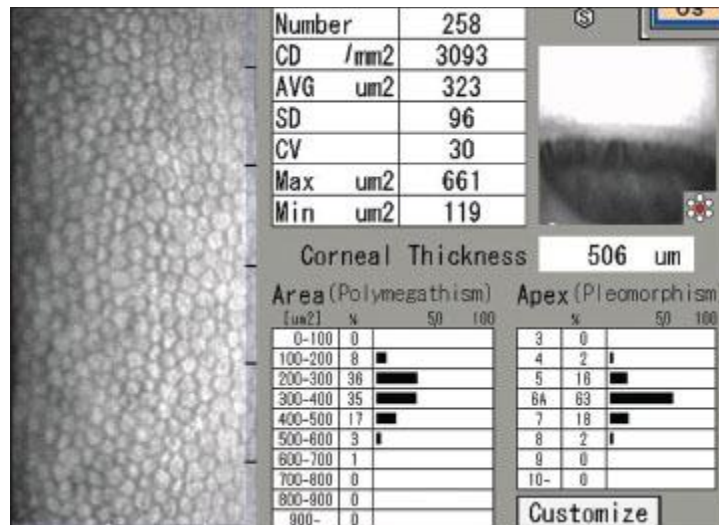 Number 258
S
Os
CD /mm2 3093
AVG um2 323
SD 96
CV 30
Max um2 661
Min um2 119
Corneal Thickness 506 um
Area (Polymegathism)
[um2] % 50 100
0-100 0
100-200 8
200-300 36
300-400 35
400-500 17
500-600 3
600-700 1
700-800 0
800-900 0
900- 0
Apex (Pleomorphism
% 50 100
3 0
4 2
5 16
6A 63
7 18
8 2
9 0
10- 0
Customize